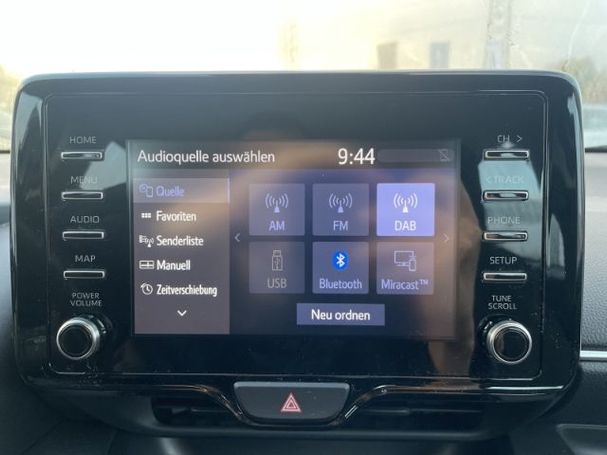 HOME
MENU
AUDIO
MAP
POWER
VOLUME
Audioquelle auswählen
9:44
Quelle
Favoriten
Senderliste
Manuell
Zeitverschiebung
AM
FM
DAB
USB
Bluetooth
Miracast™
Neu ordnen
CH >
< TRACK
PHONE
SETUP
TUNE
SCROLL